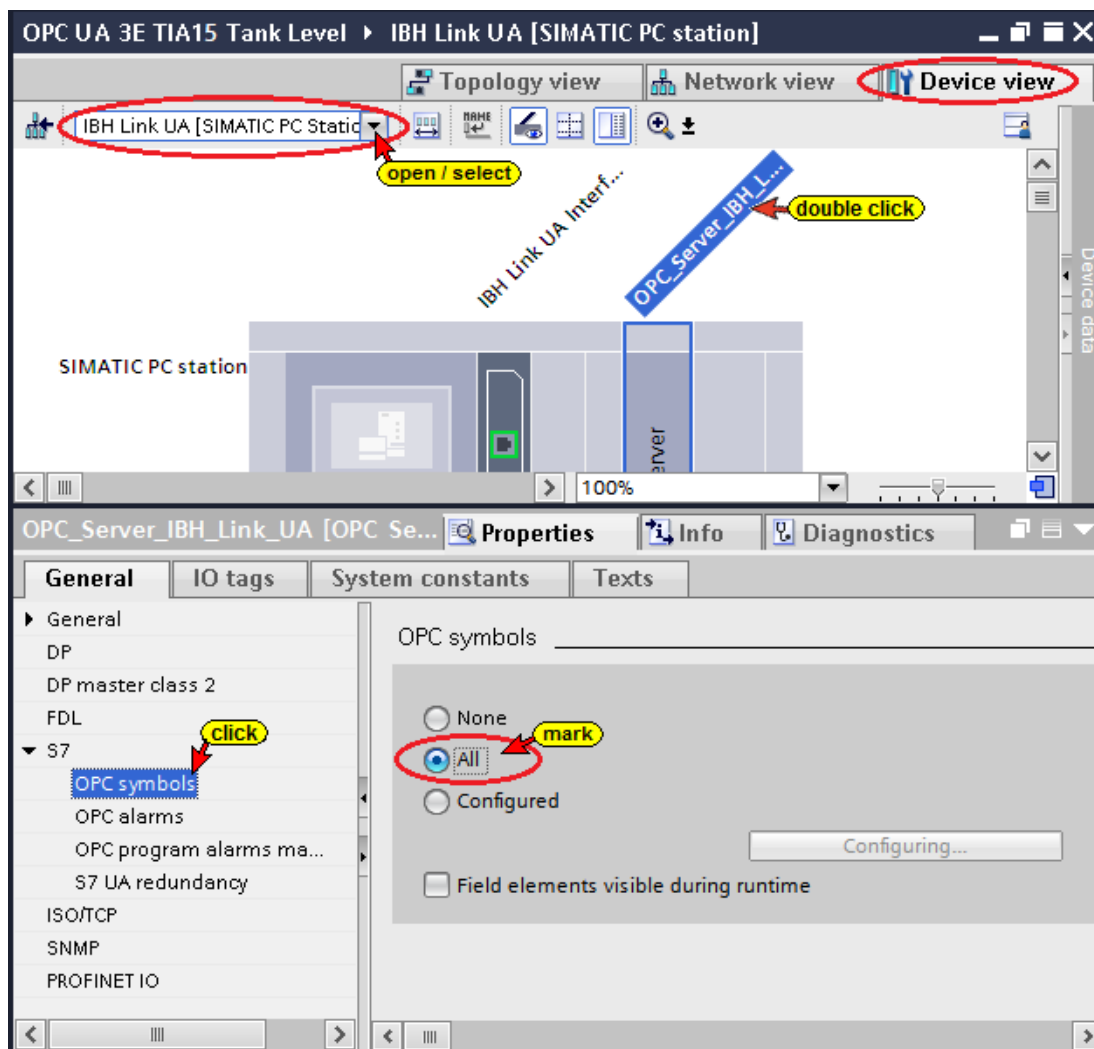 OPC UA 3E TIA15 Tank Level ▸ IBH Link UA [SIMATIC PC station]
Topology view
Network view
Device view
IBH Link UA [SIMATIC PC Static
NAME
open / select
IBH Link UA Interf...
OPC_Server_IBH_L...
double click
Device data
SIMATIC PC station
erver
100%
OPC_Server_IBH_Link_UA [OPC Se...
Properties
Info
Diagnostics
General
IO tags
System constants
Texts
General
DP
DP master class 2
FDL
click
S7
OPC symbols
OPC alarms
OPC program alarms ma...
S7 UA redundancy
ISO/TCP
SNMP
PROFINET IO
OPC symbols
None
mark
All
Configured
Configuring...
Field elements visible during runtime